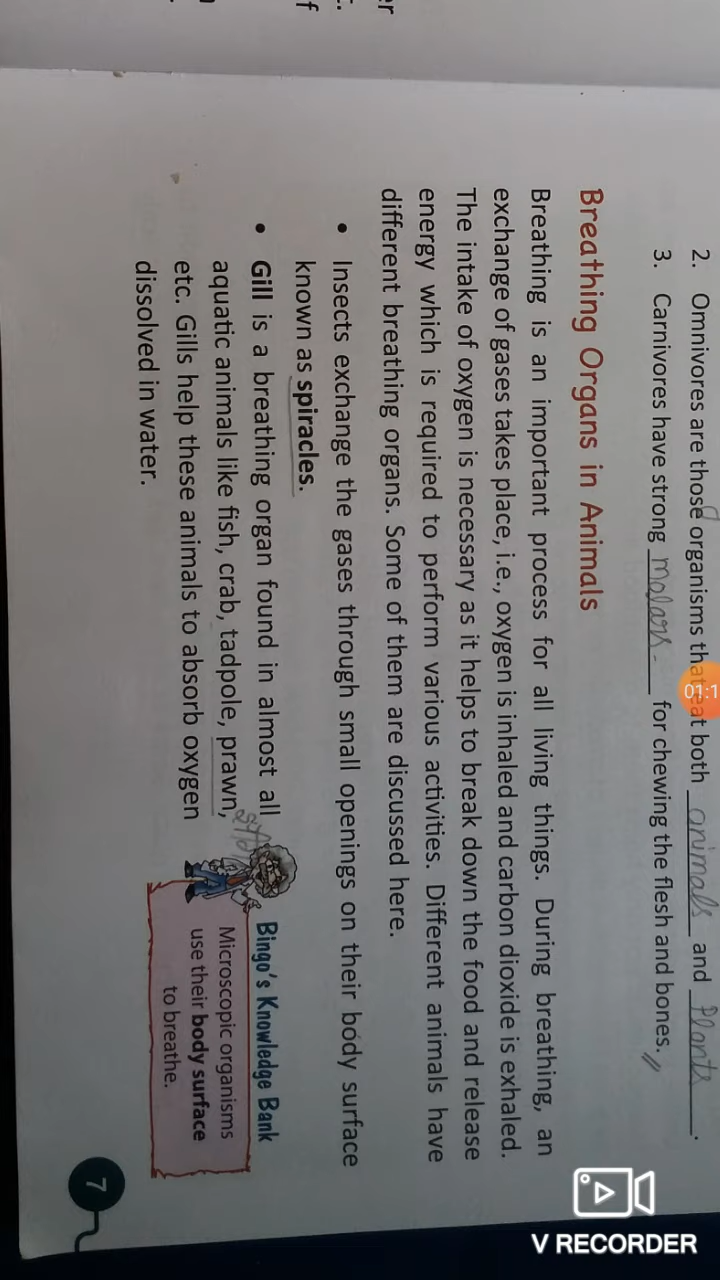 2. Omnivores are those organisms that eat both animals and Plants.
3. Carnivores have strong molars for chewing the flesh and bones.
Breathing Organs in Animals
Breathing is an important process for all living things. During breathing, an
exchange of gases takes place, i.e., oxygen is inhaled and carbon dioxide is exhaled.
The intake of oxygen is necessary as it helps to break down the food and release
energy which is required to perform various activities. Different animals have
different breathing organs. Some of them are discussed here.
• Insects exchange the gases through small openings on their body surface
known as spiracles.
• Gill is a breathing organ found in almost all
aquatic animals like fish, crab, tadpole, prawn,
etc. Gills help these animals to absorb oxygen
dissolved in water.
Bingo's Knowledge Bank
Microscopic organisms
use their body surface
to breathe.
7
V RECORDER